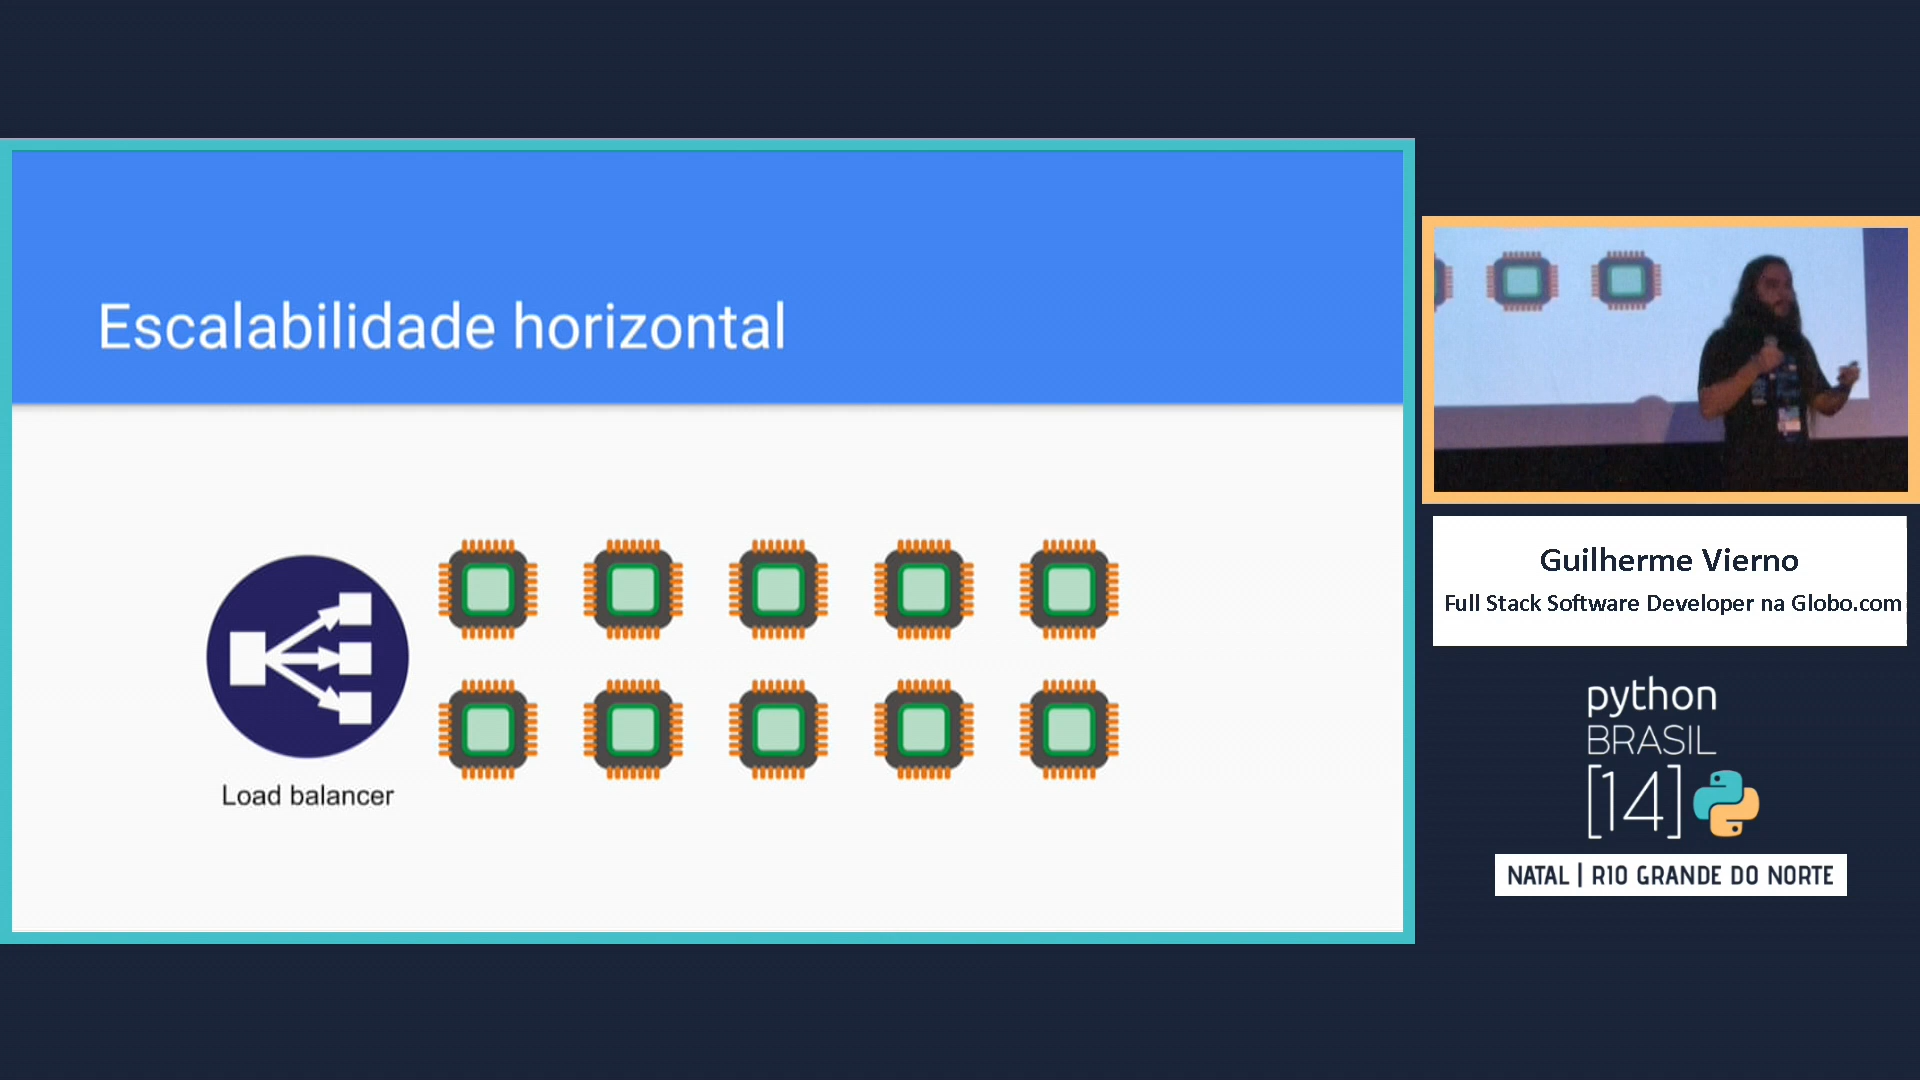 Escalabilidade horizontal
Load balancer
Guilherme Vierno
Full Stack Software Developer na Globo.com
python
BRASIL
[14]
NATAL | RIO GRANDE DO NORTE